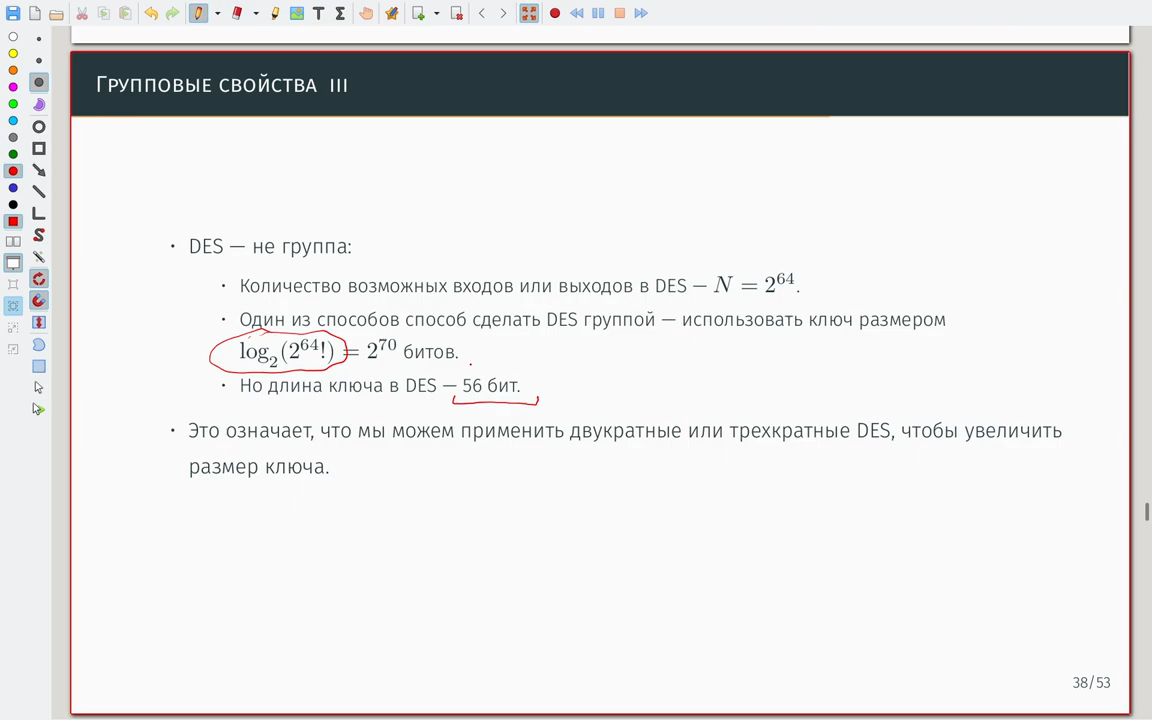 Групповые свойства III
· DES — не группа:
· Количество возможных входов или выходов в DES – N = 2^64.
· Один из способов способ сделать DES группой — использовать ключ размером
log₂(2^64!) = 2^70 битов.
· Но длина ключа в DES — 56 бит.
· Это означает, что мы можем применить двукратные или трехкратные DES, чтобы увеличить
размер ключа.
38/53